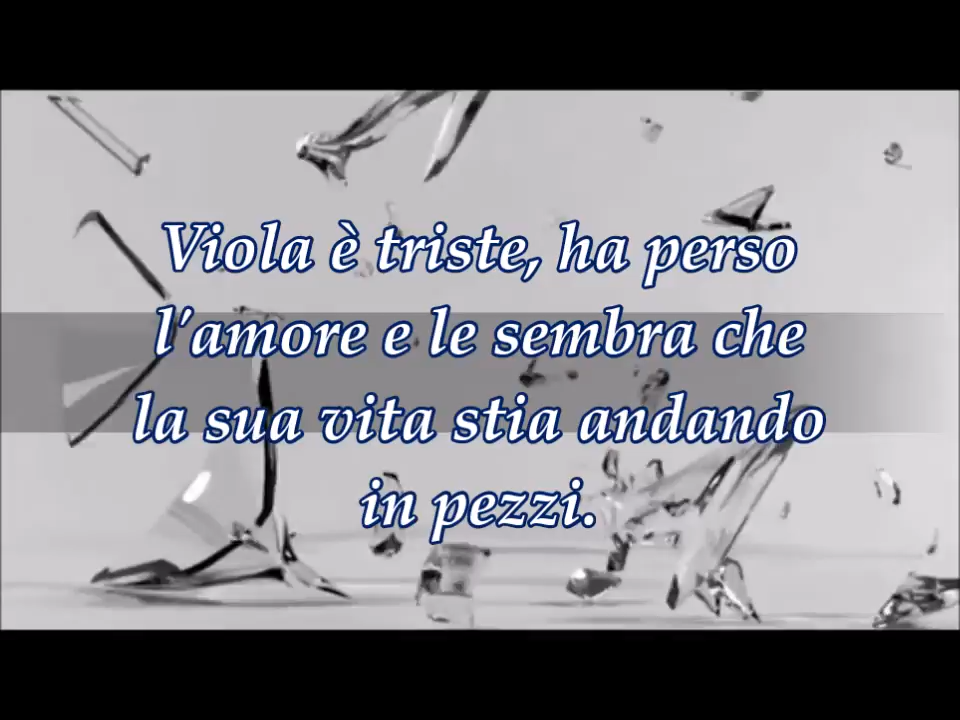 Viola è triste, ha perso
l'amore e le sembra che
la sua vita stia andando
in pezzi.